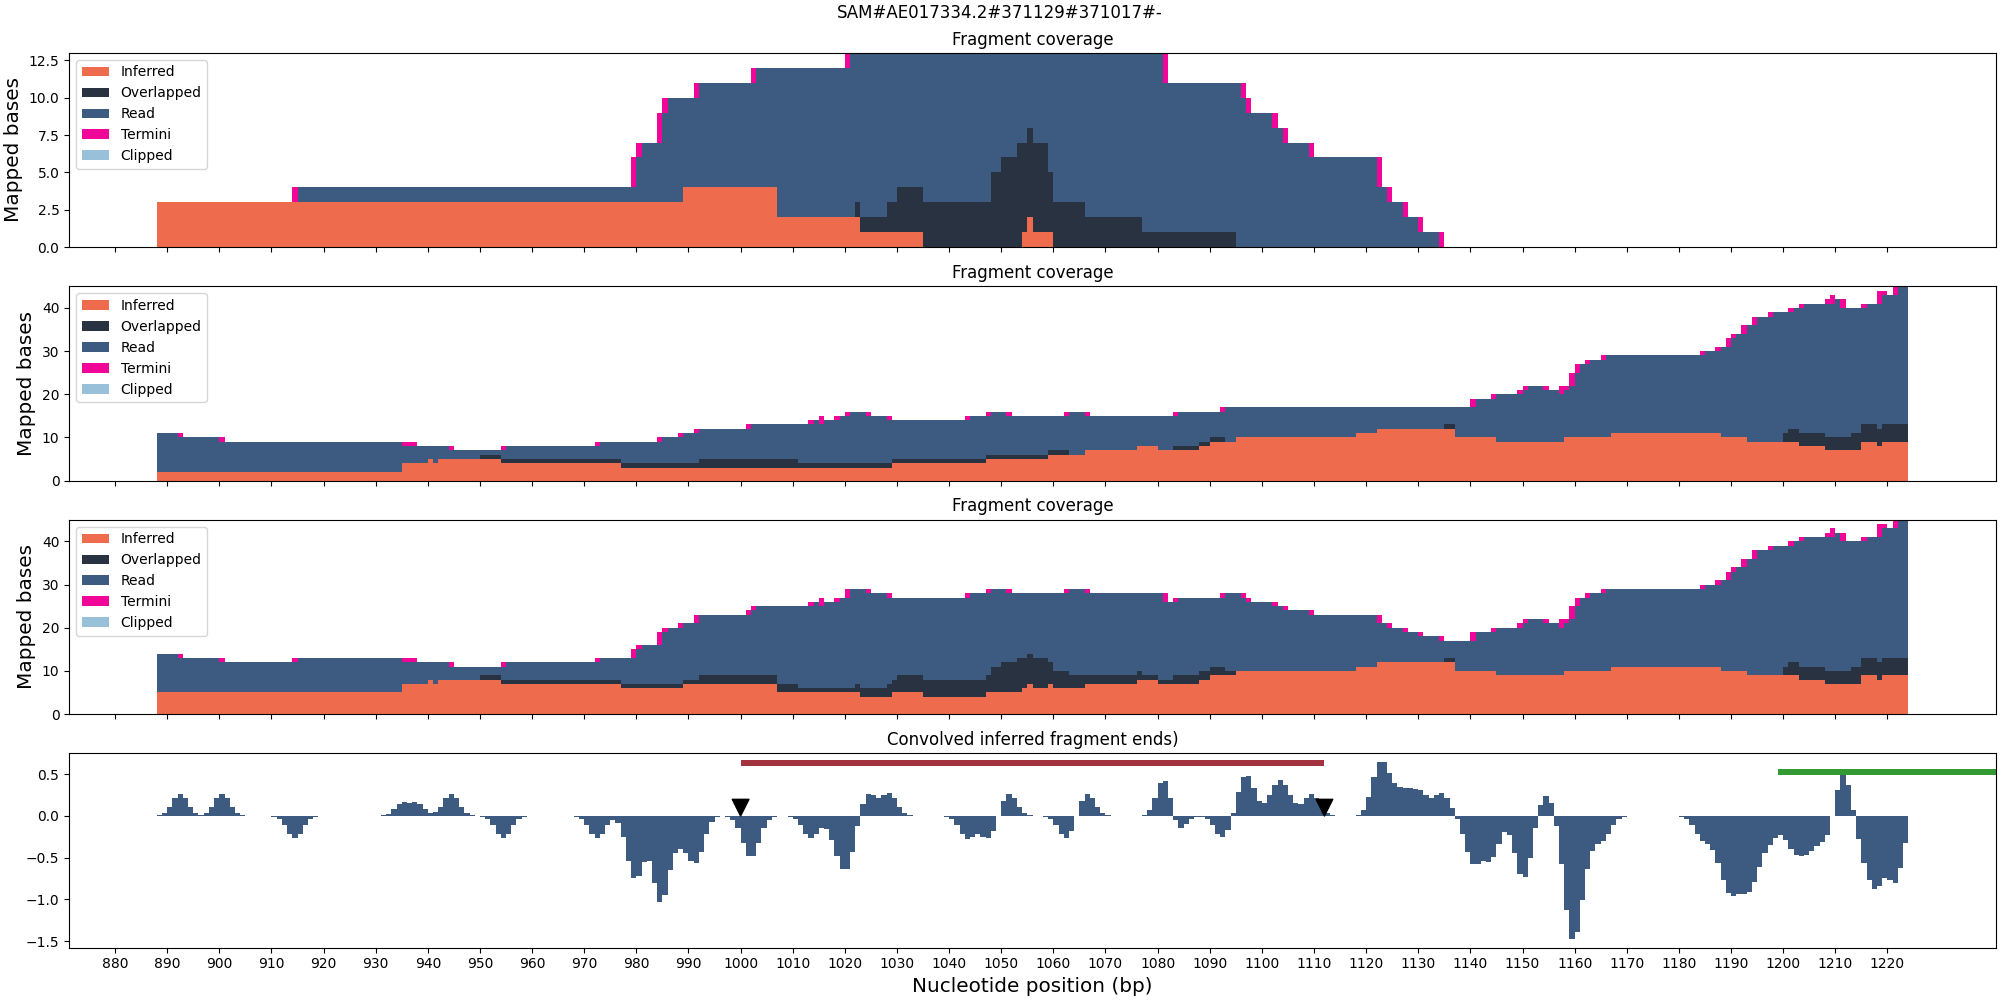 SAM#AE017334.2#371129#371017#-
Fragment coverage
Mapped bases
12.5
10.0
7.5
5.0
2.5
0.0
Inferred
Overlapped
Read
Termini
Clipped
Fragment coverage
Mapped bases
40
30
20
10
0
Inferred
Overlapped
Read
Termini
Clipped
Fragment coverage
Mapped bases
40
30
20
10
0
Inferred
Overlapped
Read
Termini
Clipped
Convolved inferred fragment ends)
0.5
0.0
−0.5
−1.0
−1.5
880 890 900 910 920 930 940 950 960 970 980 990 1000 1010 1020 1030 1040 1050 1060 1070 1080 1090 1100 1110 1120 1130 1140 1150 1160 1170 1180 1190 1200 1210 1220
Nucleotide position (bp)